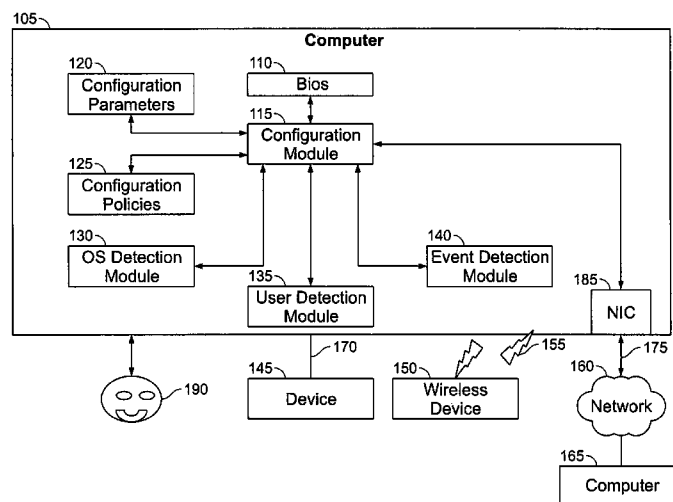 105
Computer
120
Configuration
Parameters
110
Bios
115
Configuration
Module
125
Configuration
Policies
130
OS Detection
Module
135
User Detection
Module
140
Event Detection
Module
185
NIC
190
145
170
Device
150
155
Wireless
Device
160
175
Network
165
Computer